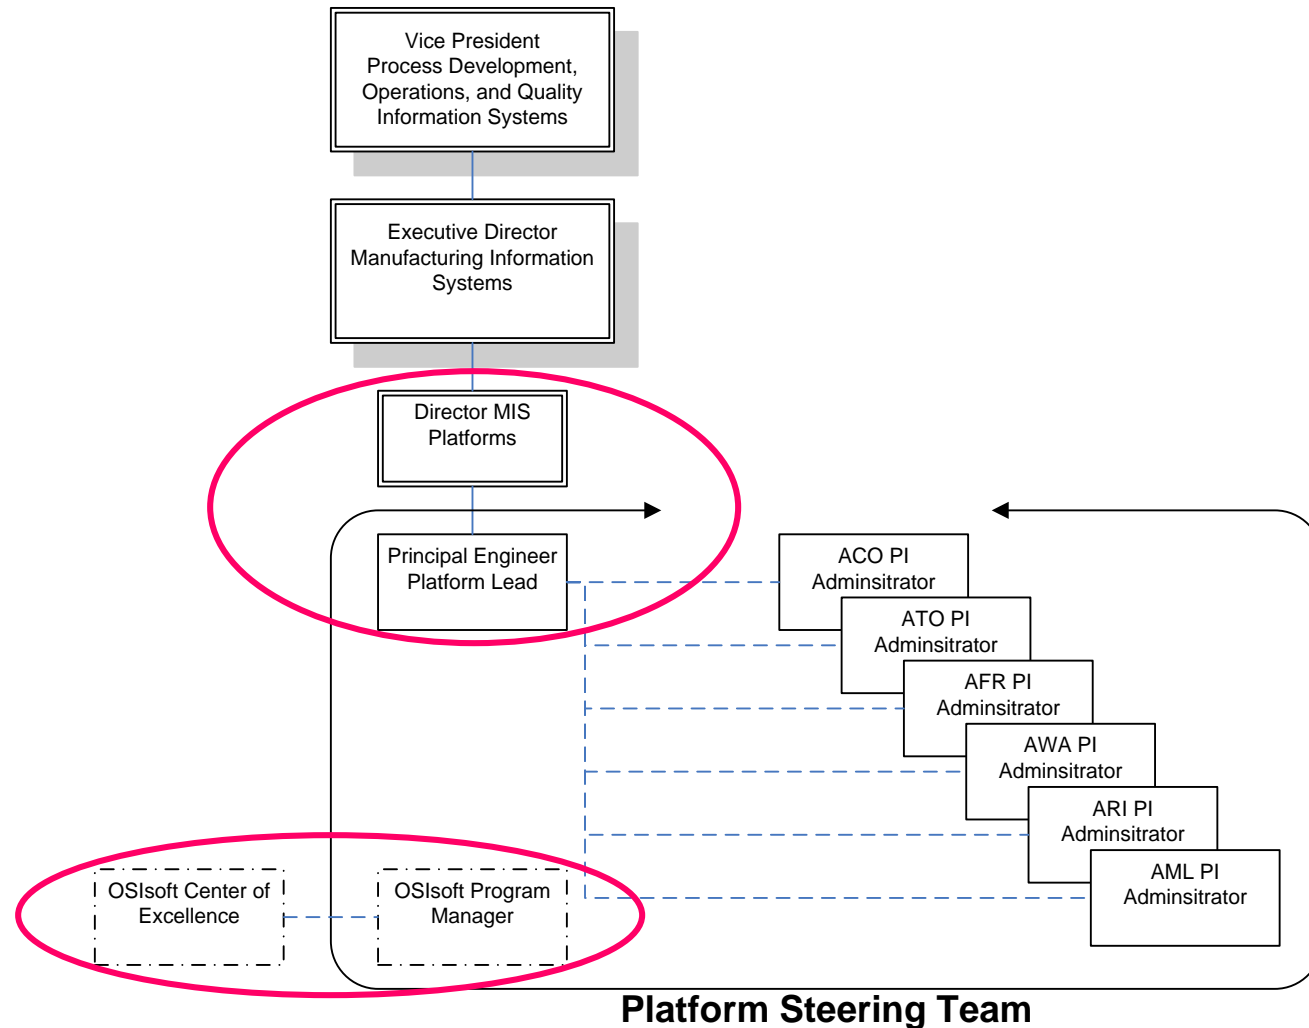 Vice President
Process Development,
Operations, and Quality
Information Systems
Executive Director
Manufacturing Information
Systems
Director MIS
Platforms
Principal Engineer
Platform Lead
ACO PI
Adminsitrator
ATO PI
Adminsitrator
AFR PI
Adminsitrator
AWA PI
Adminsitrator
ARI PI
Adminsitrator
AML PI
Adminsitrator
OSIsoft Center of
Excellence
OSIsoft Program
Manager
Platform Steering Team